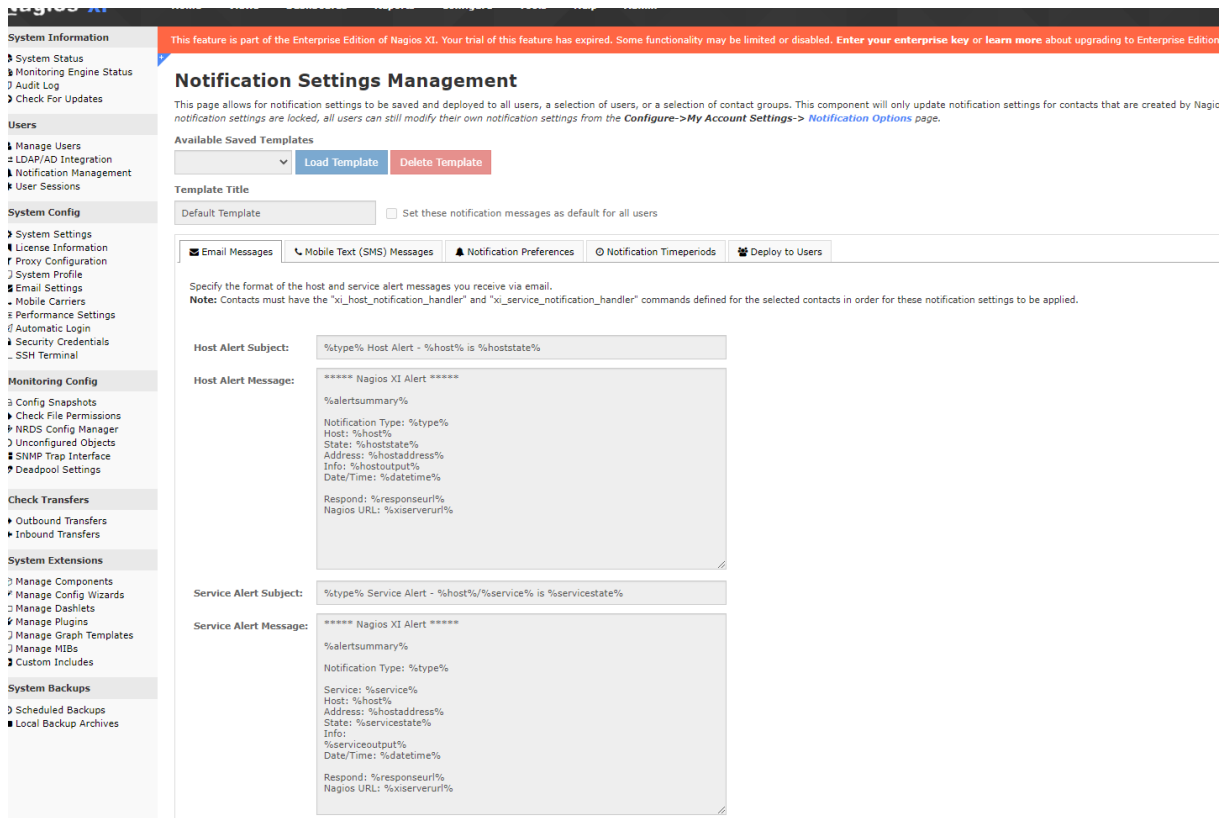 Nagios XI
Home Views Dashboards Reports Configure Tools Help Admin
System Information
System Status
Monitoring Engine Status
Audit Log
Check For Updates
Users
Manage Users
LDAP/AD Integration
Notification Management
User Sessions
System Config
System Settings
License Information
Proxy Configuration
System Profile
Email Settings
Mobile Carriers
Performance Settings
Automatic Login
Security Credentials
SSH Terminal
Monitoring Config
Config Snapshots
Check File Permissions
NRDS Config Manager
Unconfigured Objects
SNMP Trap Interface
Deadpool Settings
Check Transfers
Outbound Transfers
Inbound Transfers
System Extensions
Manage Components
Manage Config Wizards
Manage Dashlets
Manage Plugins
Manage Graph Templates
Manage MIBs
Custom Includes
System Backups
Scheduled Backups
Local Backup Archives
This feature is part of the Enterprise Edition of Nagios XI. Your trial of this feature has expired. Some functionality may be limited or disabled. Enter your enterprise key or learn more about upgrading to Enterprise Edition
Notification Settings Management
This page allows for notification settings to be saved and deployed to all users, a selection of users, or a selection of contact groups. This component will only update notification settings for contacts that are created by Nagio
notification settings are locked, all users can still modify their own notification settings from the Configure->My Account Settings-> Notification Options page.
Available Saved Templates
Load Template Delete Template
Template Title
Default Template Set these notification messages as default for all users
Email Messages Mobile Text (SMS) Messages Notification Preferences Notification Timeperiods Deploy to Users
Specify the format of the host and service alert messages you receive via email.
Note: Contacts must have the "xi_host_notification_handler" and "xi_service_notification_handler" commands defined for the selected contacts in order for these notification settings to be applied.
Host Alert Subject: %type% Host Alert - %host% is %hoststate%
Host Alert Message: ***** Nagios XI Alert *****
%alertsummary%
Notification Type: %type%
Host: %host%
State: %hoststate%
Address: %hostaddress%
Info: %hostoutput%
Date/Time: %datetime%
Respond: %responseurl%
Nagios URL: %xiserverurl%
Service Alert Subject: %type% Service Alert - %host%/%service% is %servicestate%
Service Alert Message: ***** Nagios XI Alert *****
%alertsummary%
Notification Type: %type%
Service: %service%
Host: %host%
Address: %hostaddress%
State: %servicestate%
Info:
%serviceoutput%
Date/Time: %datetime%
Respond: %responseurl%
Nagios URL: %xiserverurl%